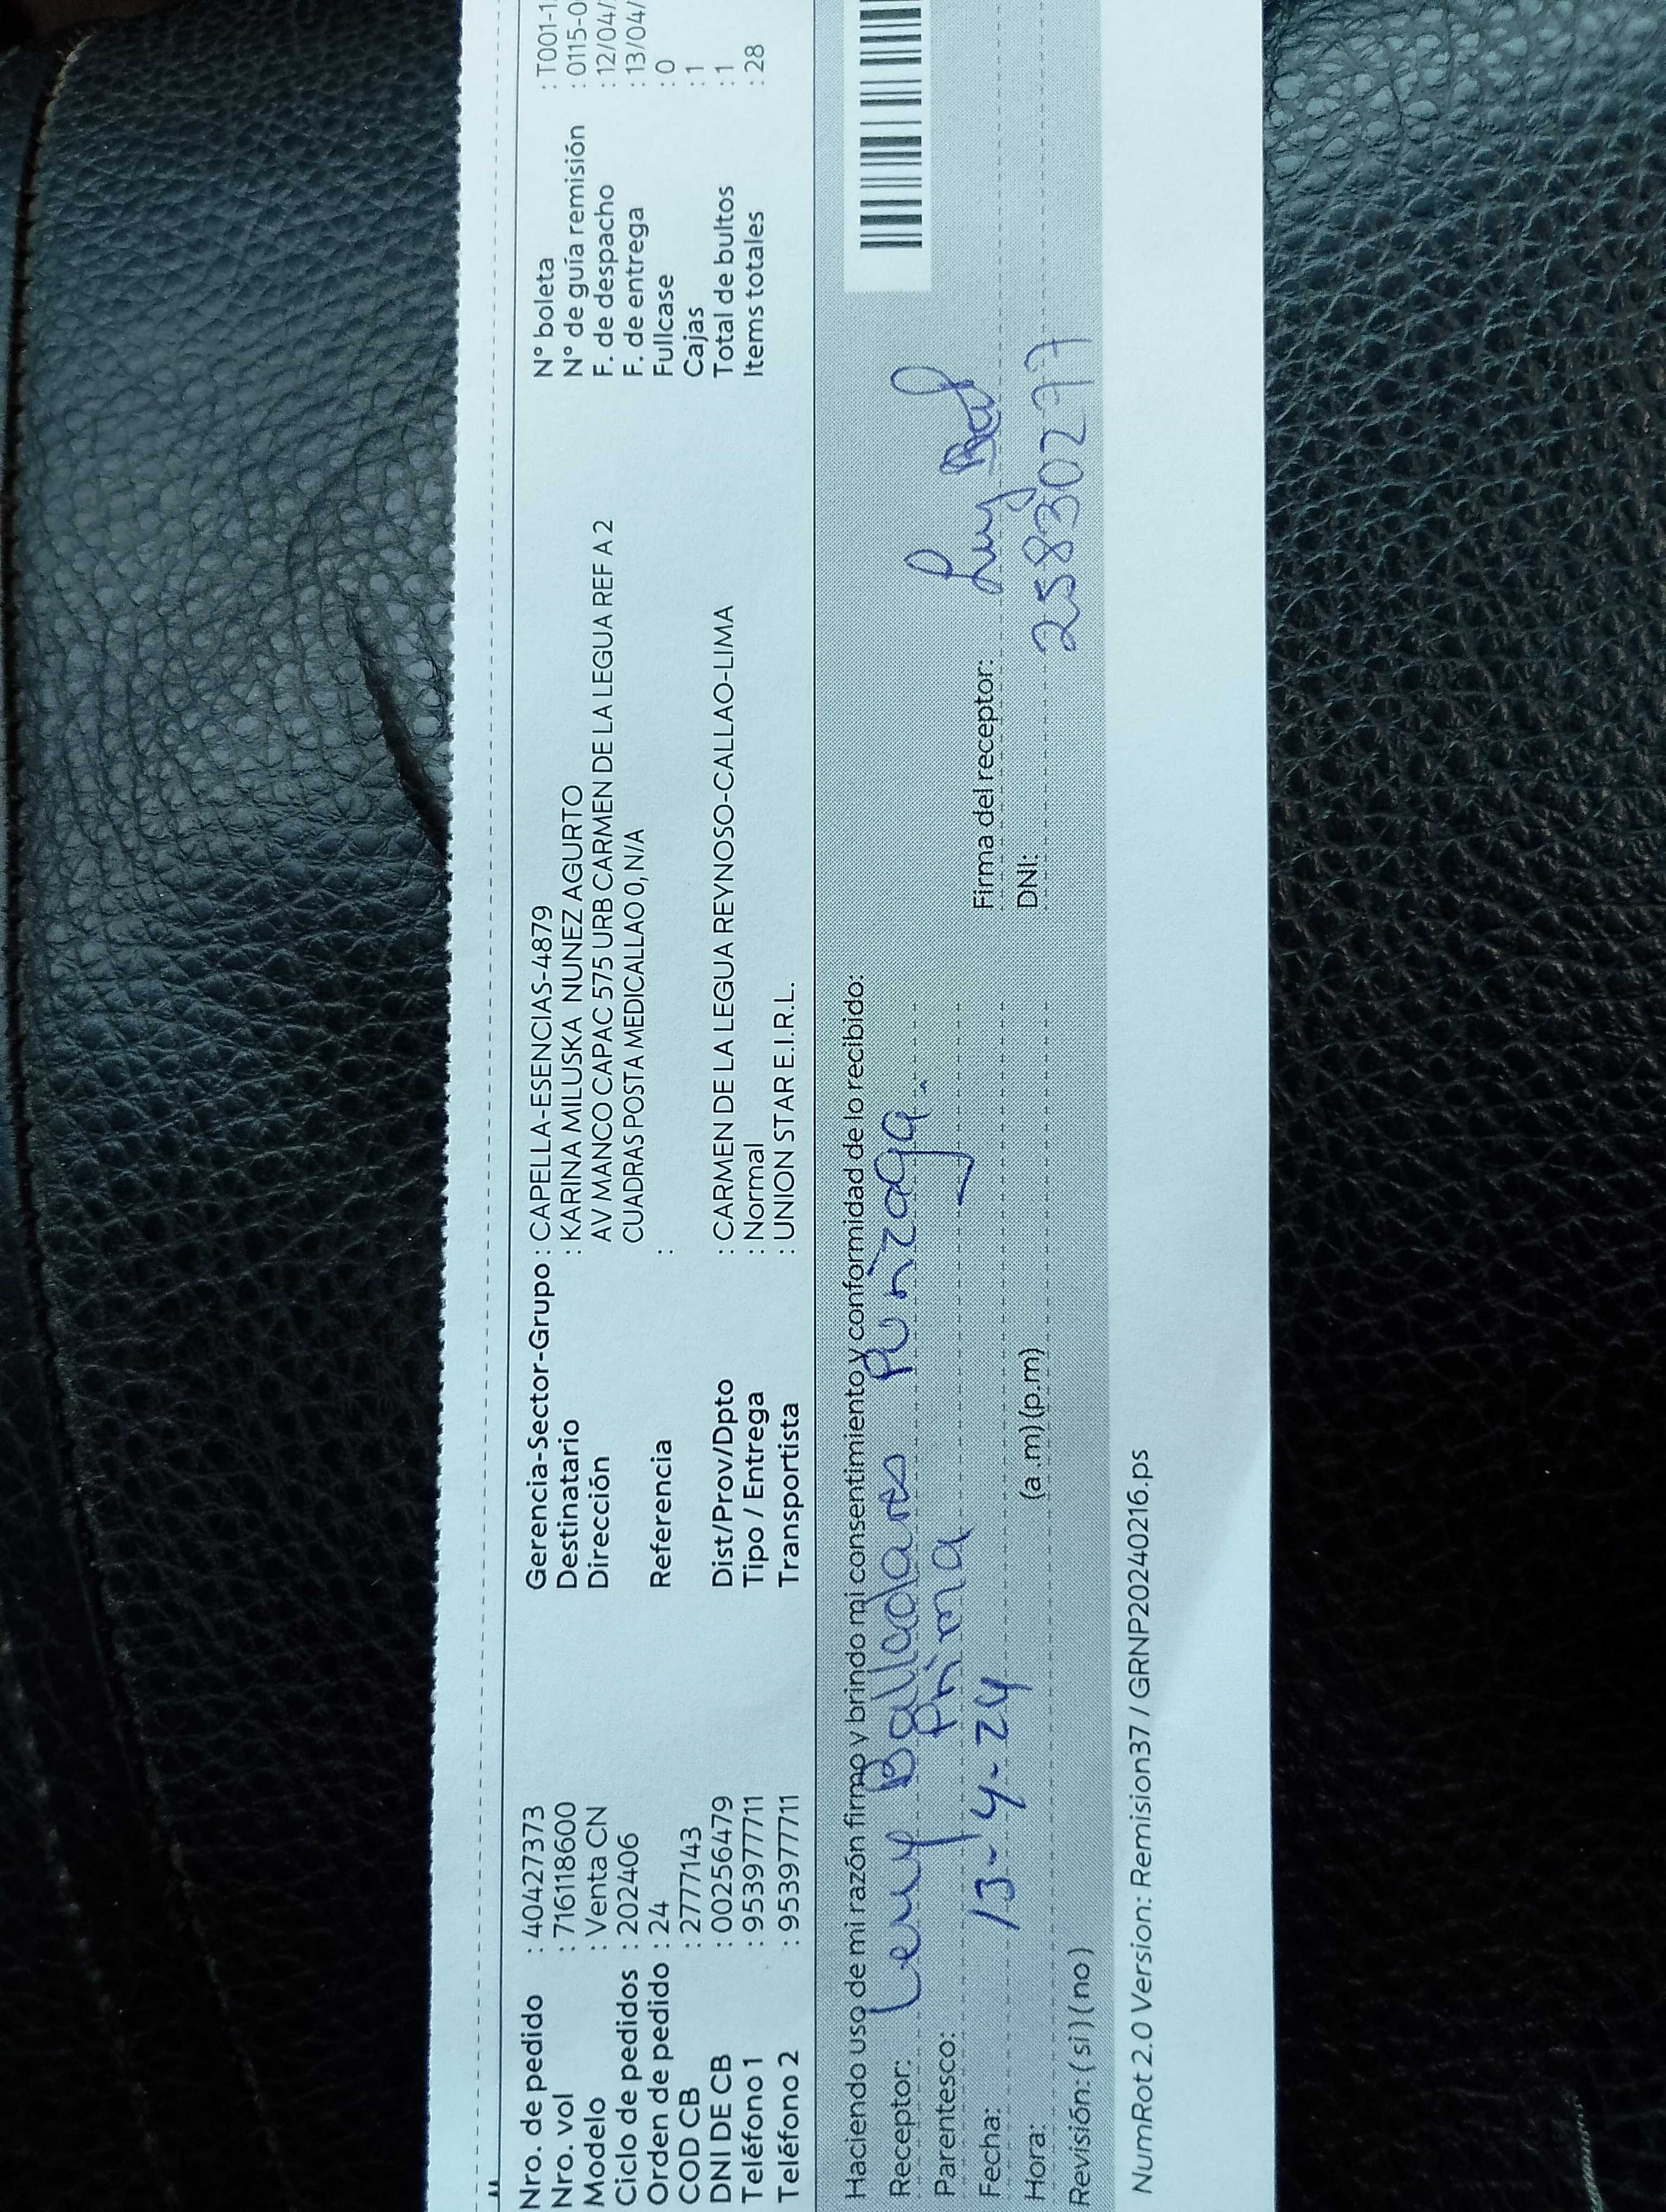 Nro. de pedido : 40427373
Nro. vol : 716118600
Modelo : Venta CN
Ciclo de pedidos : 202406
Orden de pedido : 24
COD CB : 2777143
DNI DE CB : 00256479
Teléfono 1 : 953977711
Teléfono 2 : 953977711
Gerencia-Sector-Grupo : CAPELLA-ESENCIAS-4879
Destinatario : KARINA MILUSKA NUNEZ AGURTO
Dirección AV MANCO CAPAC 575 URB CARMEN DE LA LEGUA REF A 2
CUADRAS POSTA MEDICALLAO 0, N/A
Referencia :
Dist/Prov/Dpto : CARMEN DE LA LEGUA REYNOSO-CALLAO-LIMA
Tipo / Entrega : Normal
Transportista : UNION STAR E.I.R.L.
N° boleta : T001-1
N° de guía remisión : 0115-0
F. de despacho : 12/04/
F. de entrega : 13/04/
Fullcase : 0
Cajas : 1
Total de bultos : 1
Items totales : 28
Haciendo uso de mi razón firmo y brindo mi consentimiento y conformidad de lo recibido:
Receptor: Balladares
Parentesco: Prima
Fecha: 13-4-24
Hora: (a .m) (p.m)
Revisión: ( si ) ( no )
Firma del receptor:
DNI: 25830277
NumRot 2.0 Version: Remision37 / GRNP20240216.ps